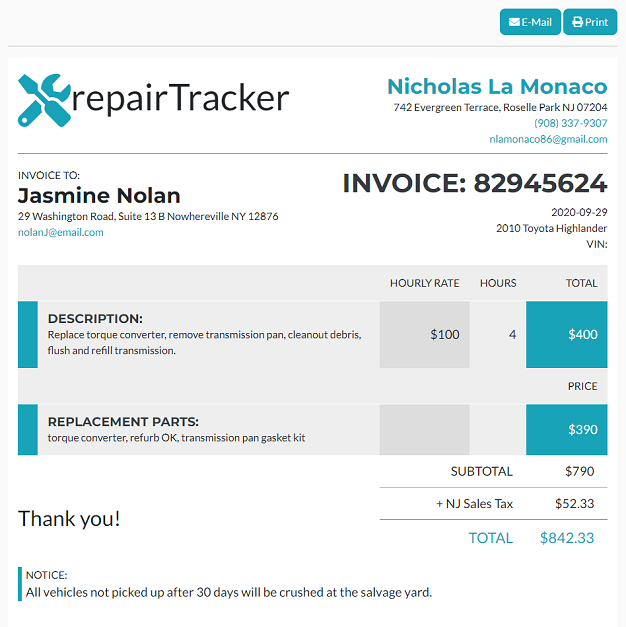 E-Mail Print
repairTracker
Nicholas La Monaco
742 Evergreen Terrace, Roselle Park NJ 07204
(908) 337-9307
nlamonaco86@gmail.com
INVOICE TO:
Jasmine Nolan
29 Washington Road, Suite 13 B Nowhereville NY 12876
nolanJ@email.com
INVOICE: 82945624
2020-09-29
2010 Toyota Highlander
VIN:
HOURLY RATE HOURS TOTAL
DESCRIPTION:
Replace torque converter, remove transmission pan, cleanout debris,
flush and refill transmission.
$100 4 $400
PRICE
REPLACEMENT PARTS:
torque converter, refurb OK, transmission pan gasket kit
$390
SUBTOTAL $790
+ NJ Sales Tax $52.33
TOTAL $842.33
Thank you!
NOTICE:
All vehicles not picked up after 30 days will be crushed at the salvage yard.